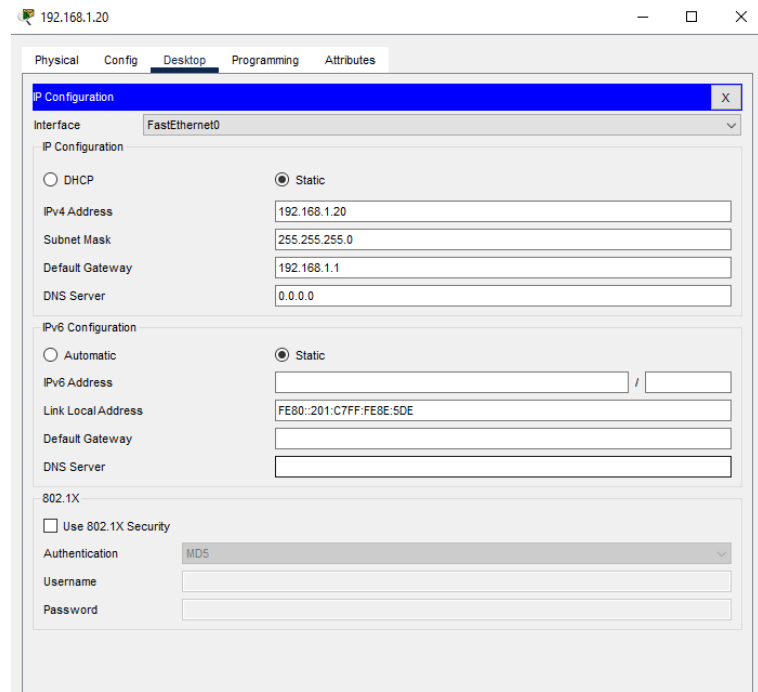 192.168.1.20
Physical Config Desktop Programming Attributes
IP Configuration X
Interface FastEthernet0
IP Configuration
DHCP Static
IPv4 Address 192.168.1.20
Subnet Mask 255.255.255.0
Default Gateway 192.168.1.1
DNS Server 0.0.0.0
IPv6 Configuration
Automatic Static
IPv6 Address /
Link Local Address FE80::201:C7FF:FE8E:5DE
Default Gateway
DNS Server
802.1X
Use 802.1X Security
Authentication MD5
Username
Password